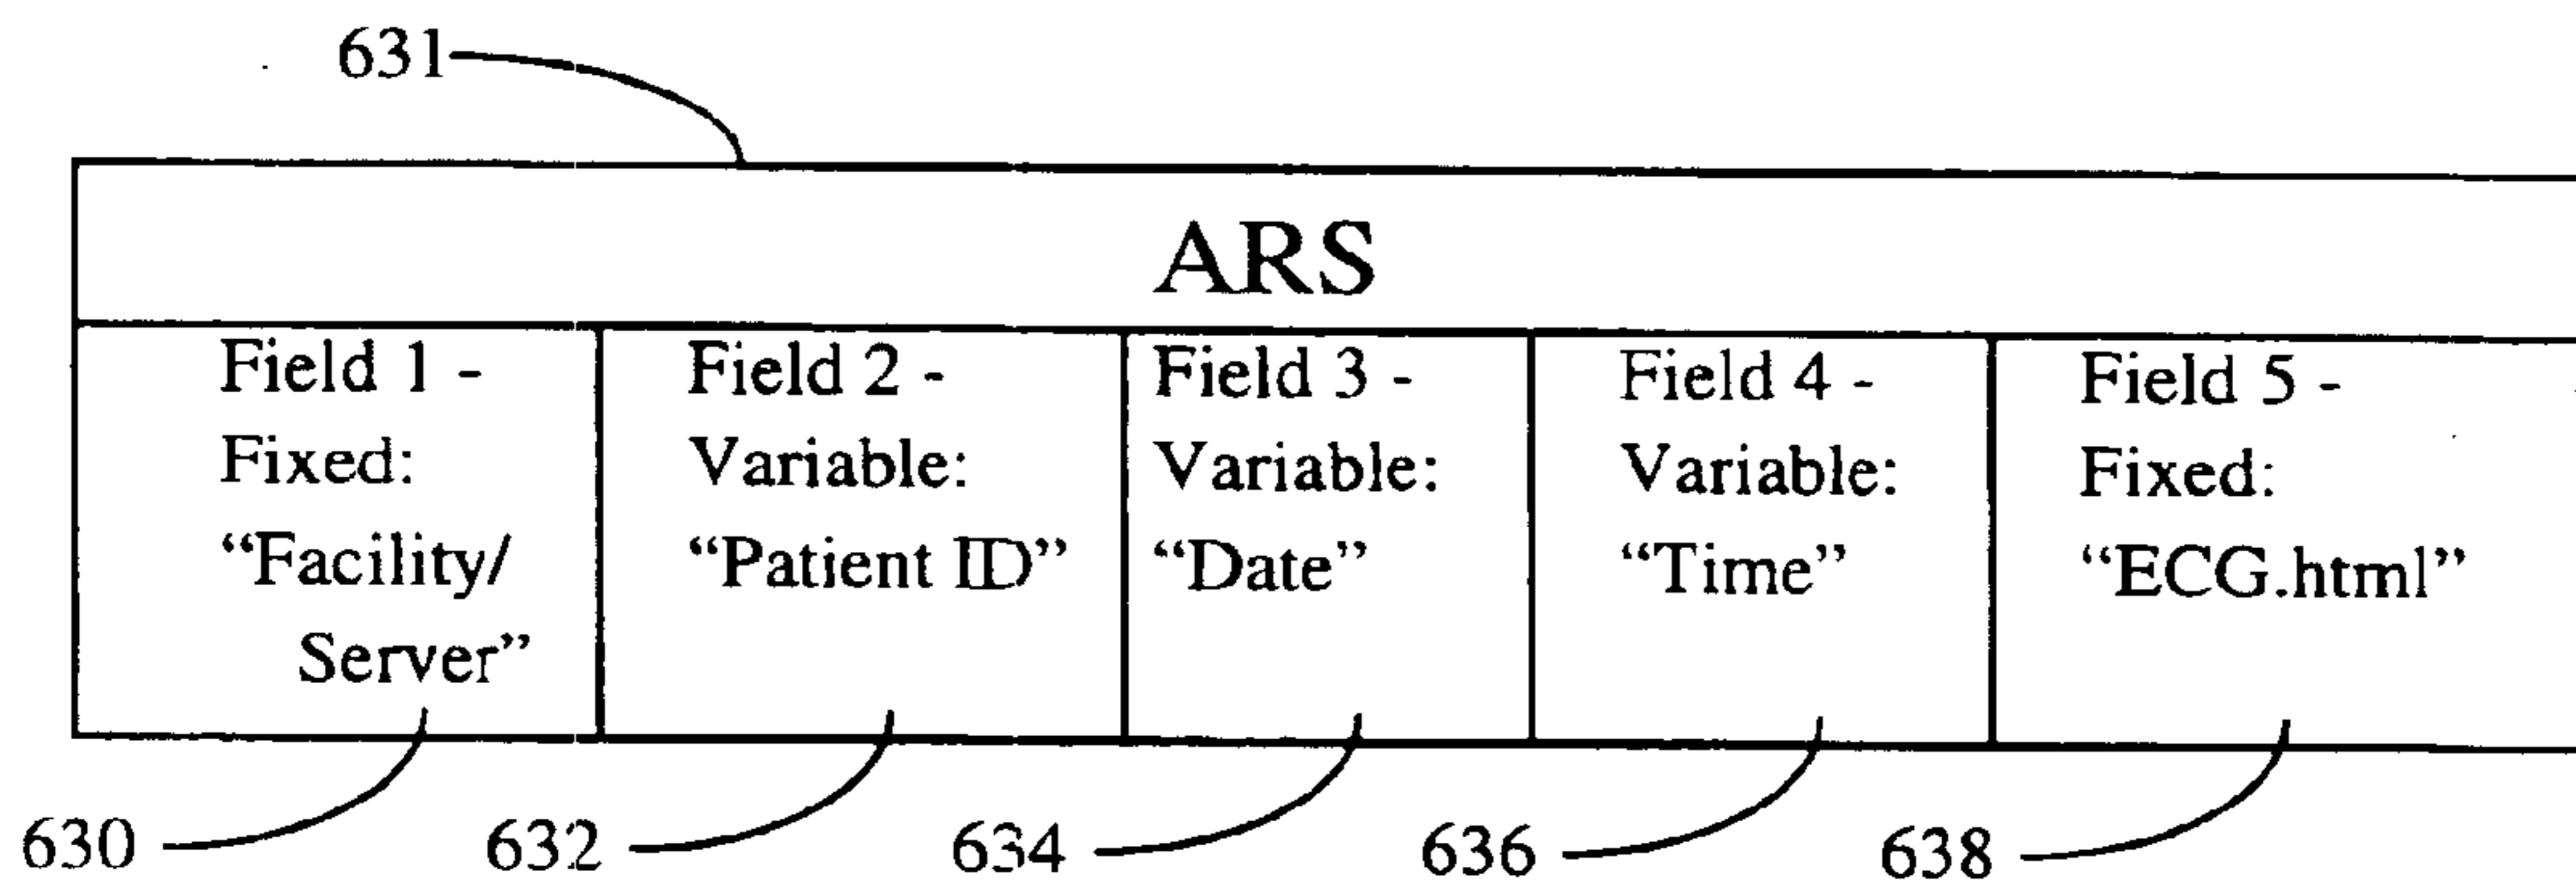 631
ARS
Field 1 -
Fixed:
“Facility/
Server”
Field 2 -
Variable:
“Patient ID”
Field 3 -
Variable:
“Date”
Field 4 -
Variable:
“Time”
Field 5 -
Fixed:
“ECG.html”
630
632
634
636
638